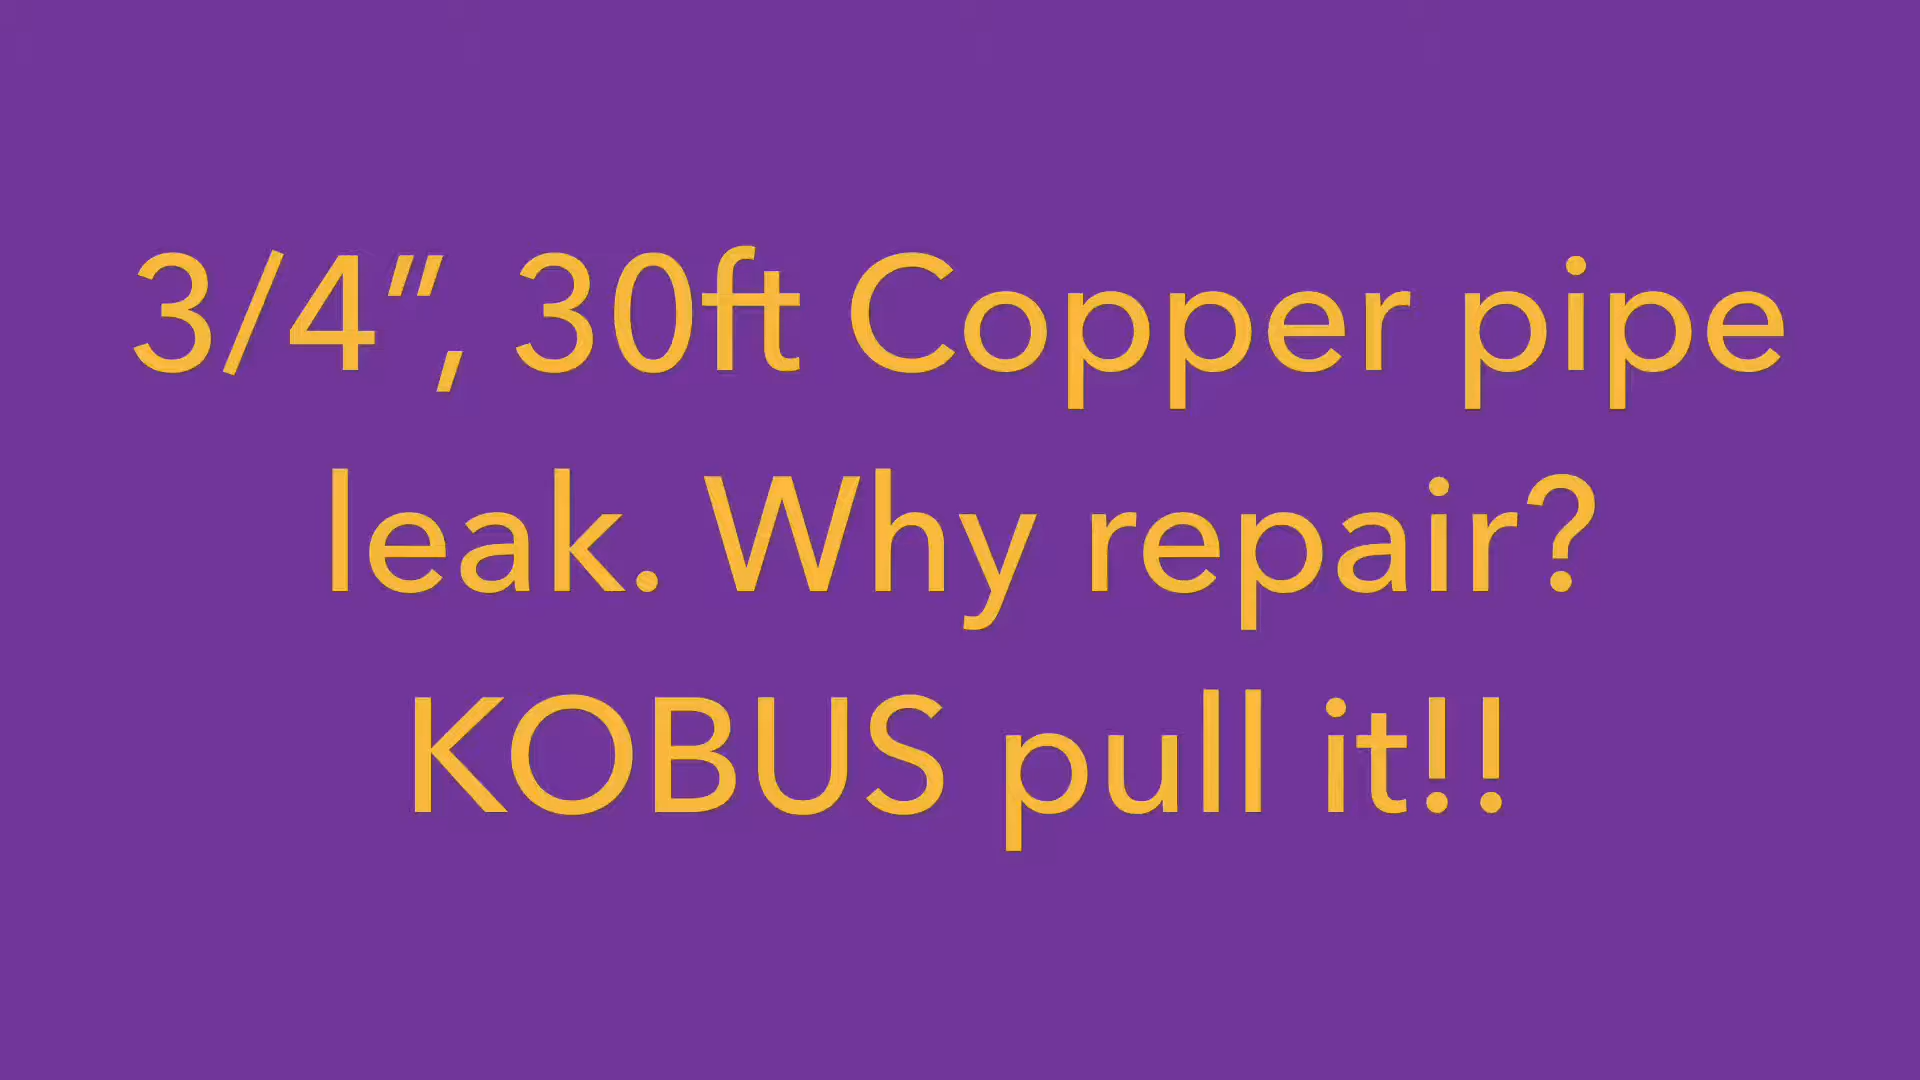 3/4”, 30ft Copper pipe
leak. Why repair?
KOBUS pull it!!